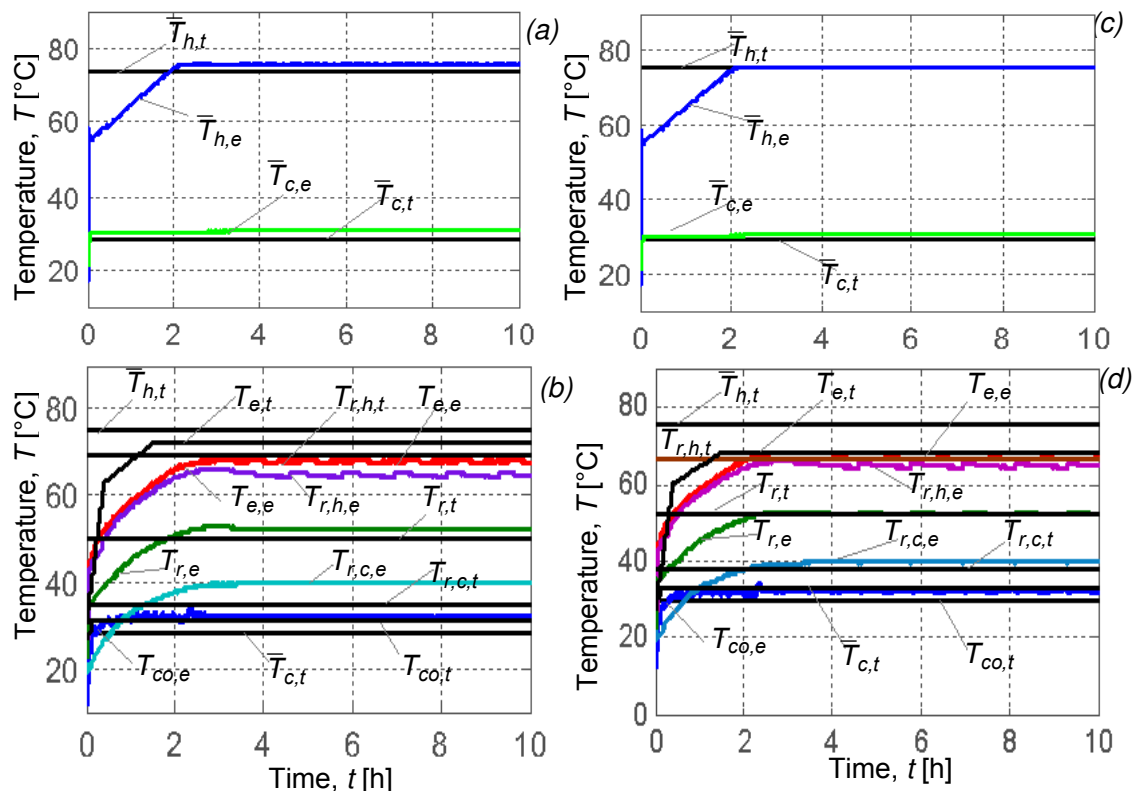 (a)
Temperature, T [°C]
80
60
40
20
0 2 4 6 8 10
T̅h,t
T̅h,e
T̅c,e
T̅c,t
(c)
Temperature, T [°C]
80
60
40
20
0 2 4 6 8 10
T̅h,t
T̅h,e
T̅c,e
T̅c,t
(b)
Temperature, T [°C]
80
60
40
20
0 2 4 6 8 10
Time, t [h]
T̅h,t
Te,t
Tr,h,t
Te,e
Te,e
Tr,h,e
Tr,t
Tr,e
Tr,c,e
Tr,c,t
Tco,e
T̅c,t
Tco,t
(d)
Temperature, T [°C]
80
60
40
20
0
0 2 4 6 8 10
Time, t [h]
T̅h,t
Te,t
Te,e
Tr,h,t
Tr,t
Tr,h,e
Tr,e
Tr,c,e
Tr,c,t
Tco,e
T̅c,t
Tco,t